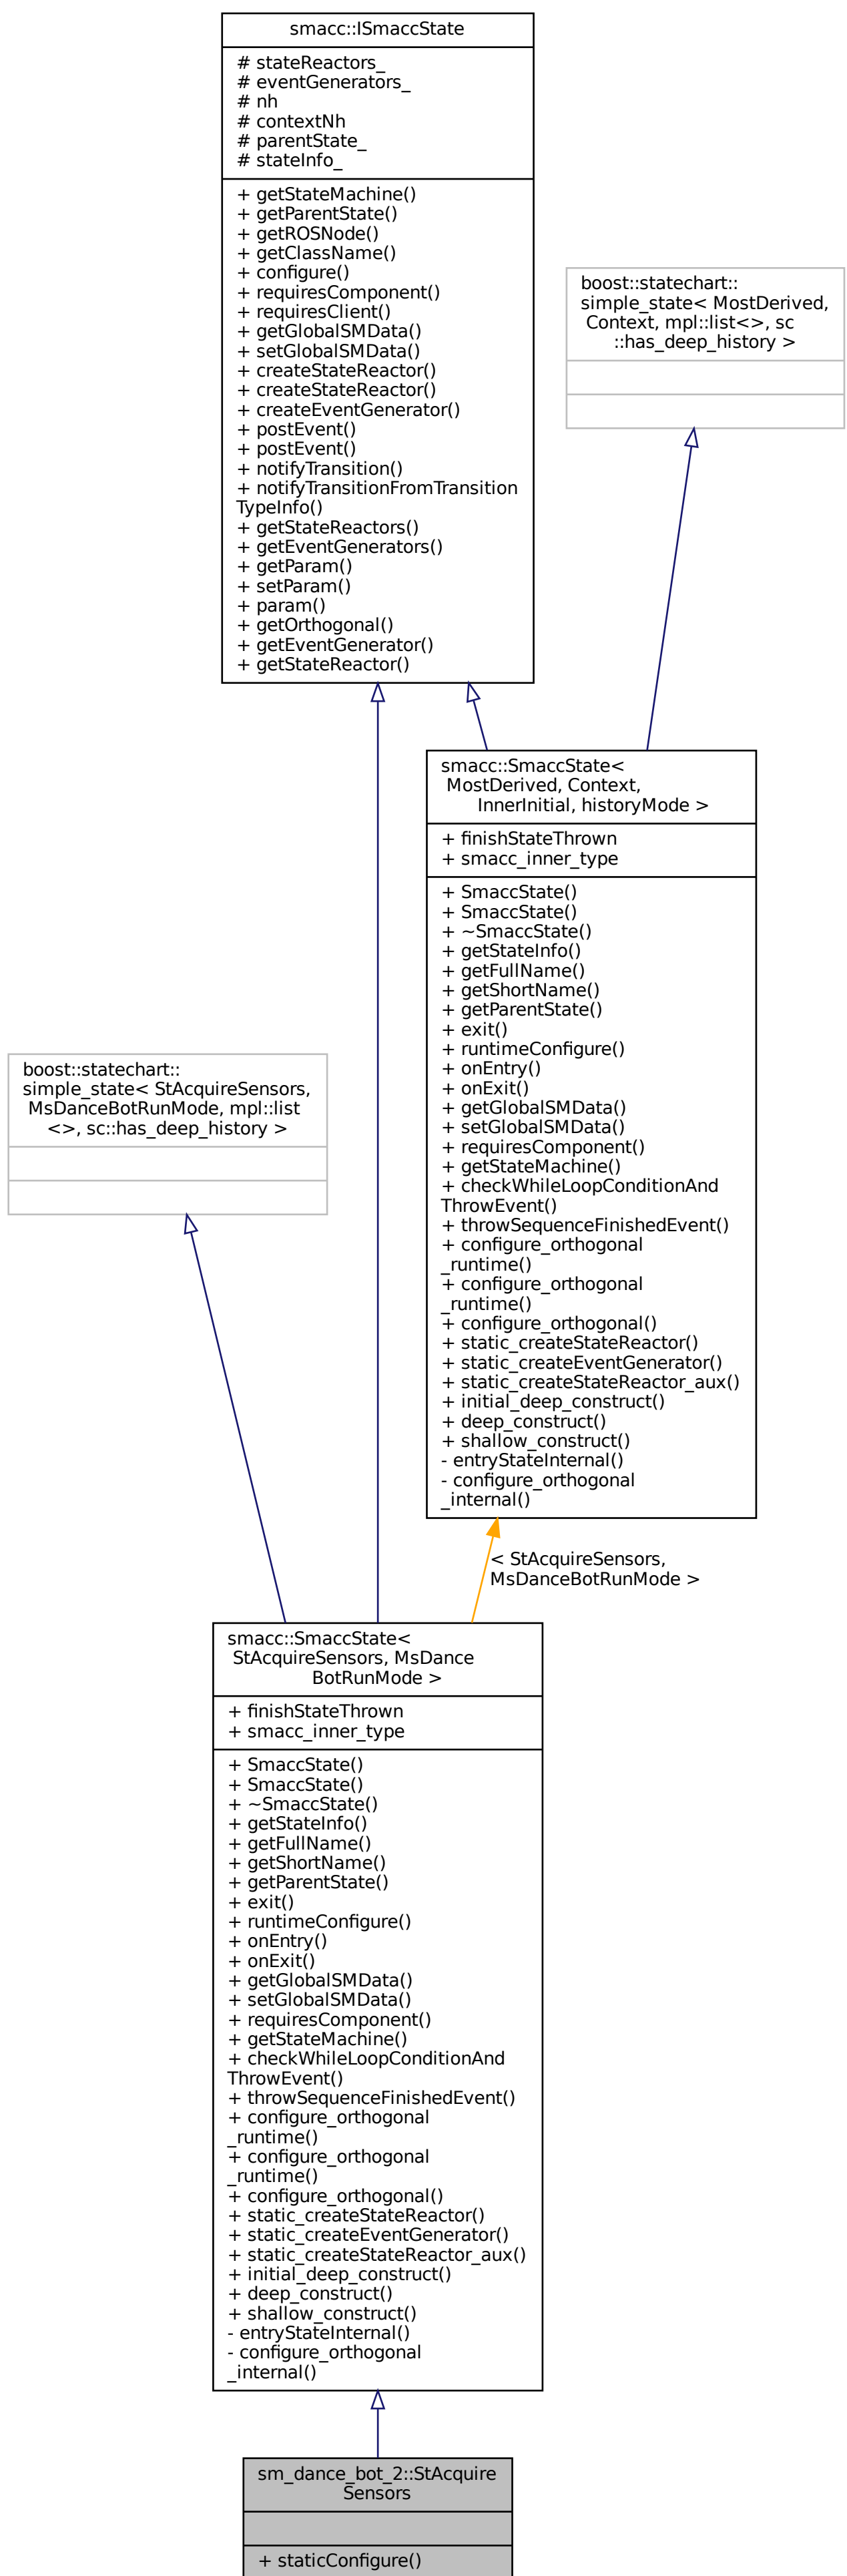 smacc::ISmaccState
# stateReactors_
# eventGenerators_
# nh
# contextNh
# parentState_
# stateInfo_
+ getStateMachine()
+ getParentState()
+ getROSNode()
+ getClassName()
+ configure()
+ requiresComponent()
+ requiresClient()
+ getGlobalSMData()
+ setGlobalSMData()
+ createStateReactor()
+ createStateReactor()
+ createEventGenerator()
+ postEvent()
+ postEvent()
+ notifyTransition()
+ notifyTransitionFromTransition
TypeInfo()
+ getStateReactors()
+ getEventGenerators()
+ getParam()
+ setParam()
+ param()
+ getOrthogonal()
+ getEventGenerator()
+ getStateReactor()
boost::statechart::
simple_state< MostDerived,
Context, mpl::list<>, sc
::has_deep_history >
smacc::SmaccState<
MostDerived, Context,
InnerInitial, historyMode >
+ finishStateThrown
+ smacc_inner_type
+ SmaccState()
+ SmaccState()
+ ~SmaccState()
+ getStateInfo()
+ getFullName()
+ getShortName()
+ getParentState()
+ exit()
+ runtimeConfigure()
+ onEntry()
+ onExit()
+ getGlobalSMData()
+ setGlobalSMData()
+ requiresComponent()
+ getStateMachine()
+ checkWhileLoopConditionAnd
ThrowEvent()
+ throwSequenceFinishedEvent()
+ configure_orthogonal
_runtime()
+ configure_orthogonal
_runtime()
+ configure_orthogonal()
+ static_createStateReactor()
+ static_createEventGenerator()
+ static_createStateReactor_aux()
+ initial_deep_construct()
+ deep_construct()
+ shallow_construct()
- entryStateInternal()
- configure_orthogonal
_internal()
boost::statechart::
simple_state< StAcquireSensors,
MsDanceBotRunMode, mpl::list
<>, sc::has_deep_history >
< StAcquireSensors,
MsDanceBotRunMode >
smacc::SmaccState<
StAcquireSensors, MsDance
BotRunMode >
+ finishStateThrown
+ smacc_inner_type
+ SmaccState()
+ SmaccState()
+ ~SmaccState()
+ getStateInfo()
+ getFullName()
+ getShortName()
+ getParentState()
+ exit()
+ runtimeConfigure()
+ onEntry()
+ onExit()
+ getGlobalSMData()
+ setGlobalSMData()
+ requiresComponent()
+ getStateMachine()
+ checkWhileLoopConditionAnd
ThrowEvent()
+ throwSequenceFinishedEvent()
+ configure_orthogonal
_runtime()
+ configure_orthogonal
_runtime()
+ configure_orthogonal()
+ static_createStateReactor()
+ static_createEventGenerator()
+ static_createStateReactor_aux()
+ initial_deep_construct()
+ deep_construct()
+ shallow_construct()
- entryStateInternal()
- configure_orthogonal
_internal()
sm_dance_bot_2::StAcquire
Sensors
+ staticConfigure()